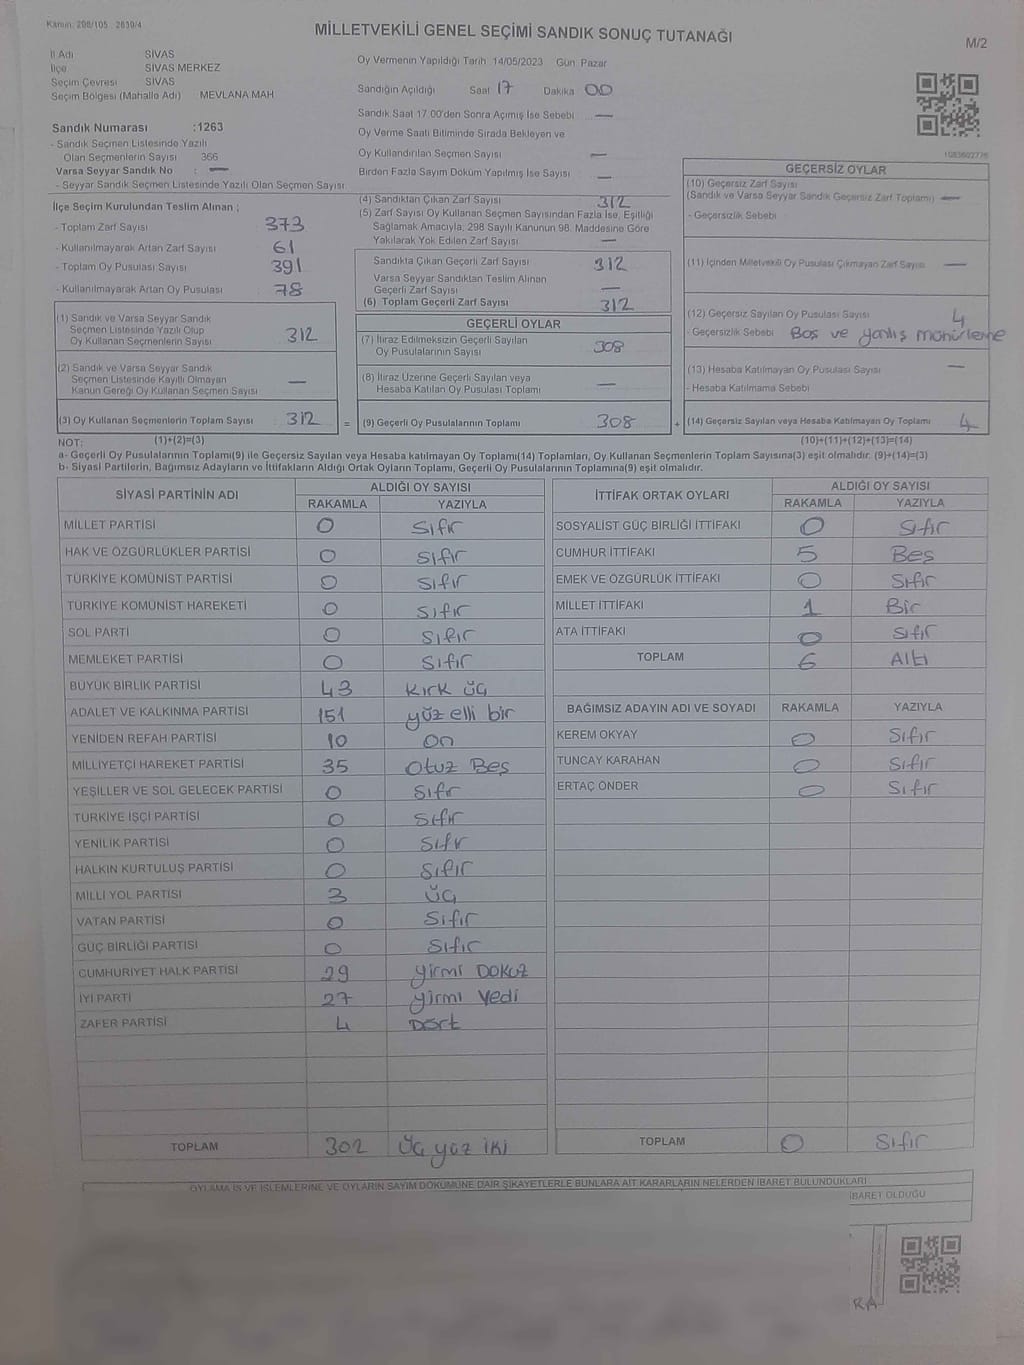 MİLLETVEKİLİ GENEL SEÇİMİ SANDIK SONUÇ TUTANAĞI
M/2
İl Adı SİVAS
İlçe SİVAS MERKEZ
Seçim Çevresi SİVAS
Seçim Bölgesi (Mahalle Adı) MEVLANA MAH
Sandık Numarası :1263
- Sandık Seçmen Listesinde Yazılı
Olan Seçmenlerin Sayısı 366
Varsa Seyyar Sandık No : —
- Seyyar Sandık Seçmen Listesinde Yazılı Olan Seçmen Sayısı
Oy Vermenin Yapıldığı Tarih 14/05/2023 Gün Pazar
Sandığın Açıldığı Saat 17 Dakika 00
Sandık Saat 17.00'den Sonra Açımış İse Sebebi —
Oy Verme Saati Bitiminde Sırada Bekleyen ve
Oy Kullandırılan Seçmen Sayısı —
Birden Fazla Sayım Döküm Yapılmış İse Sayısı —
İlçe Seçim Kurulundan Teslim Alınan ;
- Toplam Zarf Sayısı 373
- Kullanılmayarak Artan Zarf Sayısı 61
- Toplam Oy Pusulası Sayısı 391
- Kullanılmayarak Artan Oy Pusulası 78
(1) Sandık ve Varsa Seyyar Sandık
Seçmen Listesinde Yazılı Olup
Oy Kullanan Seçmenlerin Sayısı 312
(2) Sandık ve Varsa Seyyar Sandık
Seçmen Listesinde Kayıtlı Olmayan
Kanun Gereği Oy Kullanan Seçmen Sayısı —
(3) Oy Kullanan Seçmenlerin Toplam Sayısı 312 =
(4) Sandıktan Çıkan Zarf Sayısı 312
(5) Zarf Sayısı Oy Kullanan Seçmen Sayısından Fazla İse, Eşitliği
Sağlamak Amacıyla, 298 Sayılı Kanunun 98. Maddesine Göre
Yakılarak Yok Edilen Zarf Sayısı —
Sandıkta Çıkan Geçerli Zarf Sayısı 312
Varsa Seyyar Sandıktan Teslim Alınan
Geçerli Zarf Sayısı —
(6) Toplam Geçerli Zarf Sayısı 312
GEÇERLİ OYLAR
(7) İtiraz Edilmeksizin Geçerli Sayılan
Oy Pusulalarının Sayısı 308
(8) İtiraz Üzerine Geçerli Sayılan veya
Hesaba Katılan Oy Pusulası Toplamı —
(9) Geçerli Oy Pusulalarının Toplamı 308 +
1083602776
GEÇERSİZ OYLAR
(10) Geçersiz Zarf Sayısı
(Sandık ve Varsa Seyyar Sandık Geçersiz Zarf Toplamı) —
- Geçersizlik Sebebi
(11) İçinden Milletvekili Oy Pusulası Çıkmayan Zarf Sayısı —
(12) Geçersiz Sayılan Oy Pusulası Sayısı 4
- Geçersizlik Sebebi Boş ve yanlış mühürleme
(13) Hesaba Katılmayan Oy Pusulası Sayısı —
- Hesaba Katılmama Sebebi
(14) Geçersiz Sayılan veya Hesaba Katılmayan Oy Toplamı 4
NOT: (1)+(2)=(3) (10)+(11)+(12)+(13)=(14)
a- Geçerli Oy Pusulalarının Toplamı(9) ile Geçersiz Sayılan veya Hesaba Katılmayan Oy Toplamı(14) Toplamları, Oy Kullanan Seçmenlerin Toplam Sayısına(3) eşit olmalıdır. (9)+(14)=(3)
b- Siyasi Partilerin, Bağımsız Adayların ve İttifakların Aldığı Ortak Oyların Toplamı, Geçerli Oy Pusulalarının Toplamına(9) eşit olmalıdır.
SİYASİ PARTİNİN ADI ALDIĞI OY SAYISI
RAKAMLA YAZIYLA
MİLLET PARTİSİ 0 Sıfır
HAK VE ÖZGÜRLÜKLER PARTİSİ 0 Sıfır
TÜRKİYE KOMÜNİST PARTİSİ 0 Sıfır
TÜRKİYE KOMÜNİST HAREKETİ 0 Sıfır
SOL PARTİ 0 Sıfır
MEMLEKET PARTİSİ 0 Sıfır
BÜYÜK BİRLİK PARTİSİ 43 Kırk üç
ADALET VE KALKINMA PARTİSİ 151 yüz elli bir
YENİDEN REFAH PARTİSİ 10 On
MİLLİYETÇİ HAREKET PARTİSİ 35 Otuz Beş
YEŞİLLER VE SOL GELECEK PARTİSİ 0 Sıfır
TÜRKİYE İŞÇİ PARTİSİ 0 Sıfır
YENİLİK PARTİSİ 0 Sıfır
HALKIN KURTULUŞ PARTİSİ 0 Sıfır
MİLLİ YOL PARTİSİ 3 üç
VATAN PARTİSİ 0 Sıfır
GÜÇ BİRLİĞİ PARTİSİ 0 Sıfır
CUMHURİYET HALK PARTİSİ 29 yirmi Dokuz
İYİ PARTİ 27 yirmi Yedi
ZAFER PARTİSİ 4 Dört
TOPLAM 302 Üç yüz iki
İTTİFAK ORTAK OYLARI ALDIĞI OY SAYISI
RAKAMLA YAZIYLA
SOSYALİST GÜÇ BİRLİĞİ İTTİFAKI 0 Sıfır
CUMHUR İTTİFAKI 5 Beş
EMEK VE ÖZGÜRLÜK İTTİFAKI 0 Sıfır
MİLLET İTTİFAKI 1 Bir
ATA İTTİFAKI 0 Sıfır
TOPLAM 6 Altı
BAĞIMSIZ ADAYIN ADI VE SOYADI RAKAMLA YAZIYLA
KEREM OKYAY 0 Sıfır
TUNCAY KARAHAN 0 Sıfır
ERTAÇ ÖNDER 0 Sıfır
TOPLAM 0 Sıfır
OYLAMA İŞ VE İŞLEMLERİNE VE OYLARIN SAYIM DÖKÜMÜNE DAİR ŞİKAYETLERLE BUNLARA AİT KARARLARIN NELERDEN İBARET BULUNDUKLARI
İBARET OLDUĞU
RA